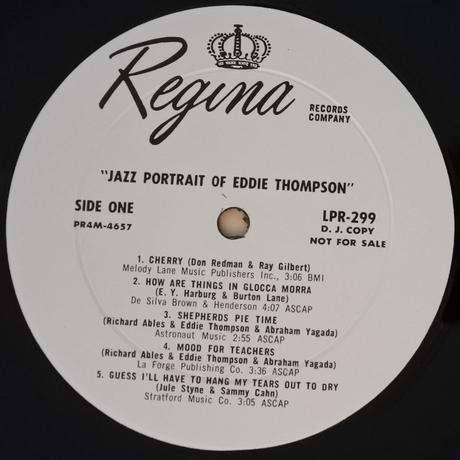 Regina
RECORDS
COMPANY
"JAZZ PORTRAIT OF EDDIE THOMPSON"
SIDE ONE
LPR-299
PR4M-4657
D. J. COPY
NOT FOR SALE
1. CHERRY (Don Redman & Ray Gilbert)
Melody Lane Music Publishers Inc., 3:06 BMI
2. HOW ARE THINGS IN GLOCCA MORRA
(E. Y. Harburg & Burton Lane)
De Silva Brown & Henderson 4:07 ASCAP
3. SHEPHERDS PIE TIME
(Richard Ables & Eddie Thompson & Abraham Yagada)
Astronaut Music 2:55 ASCAP
4. MOOD FOR TEACHERS
(Richard Ables & Eddie Thompson & Abraham Yagada)
La Forge Publishing Co. 3:36 ASCAP
5. GUESS I'LL HAVE TO HANG MY TEARS OUT TO DRY
(Jule Styne & Sammy Cahn)
Stratford Music Co. 3:05 ASCAP